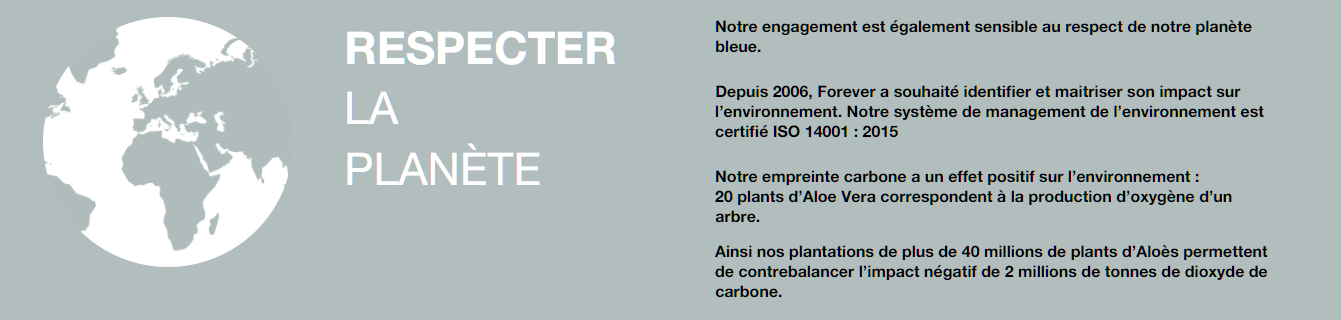 RESPECTER
LA
PLANÈTE
Notre engagement est également sensible au respect de notre planète
bleue.
Depuis 2006, Forever a souhaité identifier et maitriser son impact sur
l’environnement. Notre système de management de l’environnement est
certifié ISO 14001 : 2015
Notre empreinte carbone a un effet positif sur l’environnement :
20 plants d’Aloe Vera correspondent à la production d’oxygène d’un
arbre.
Ainsi nos plantations de plus de 40 millions de plants d’Aloès permettent
de contrebalancer l’impact négatif de 2 millions de tonnes de dioxyde de
carbone.